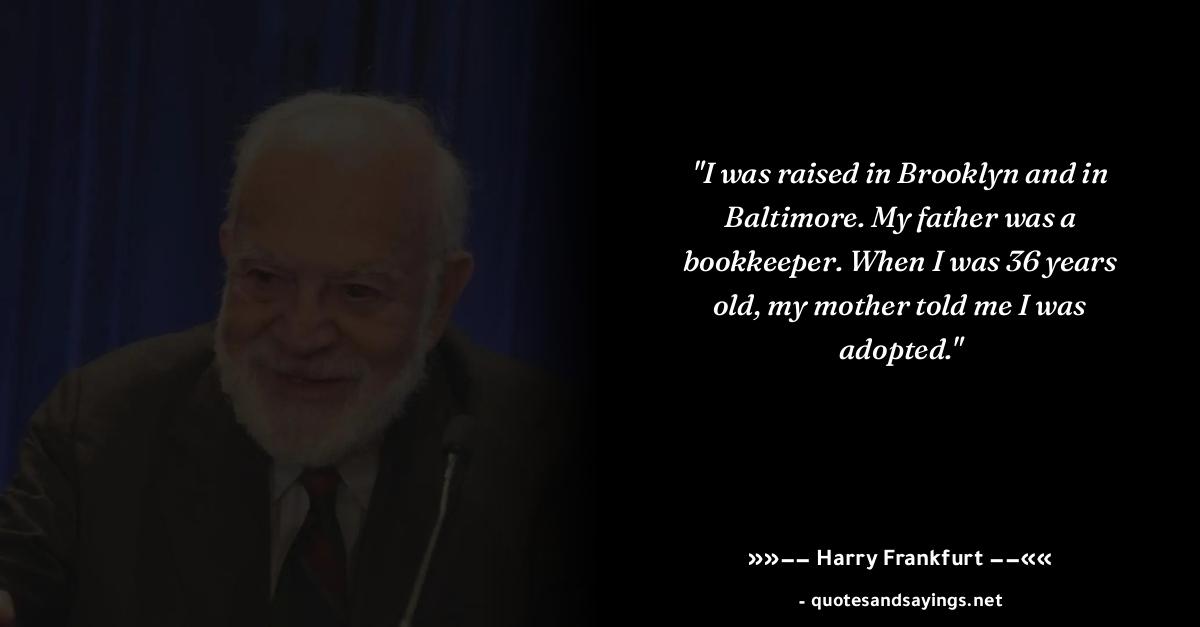 "I was raised in Brooklyn and in
Baltimore. My father was a
bookkeeper. When I was 36 years
old, my mother told me I was
adopted."
»»−− Harry Frankfurt −−««
- quotesandsayings.net